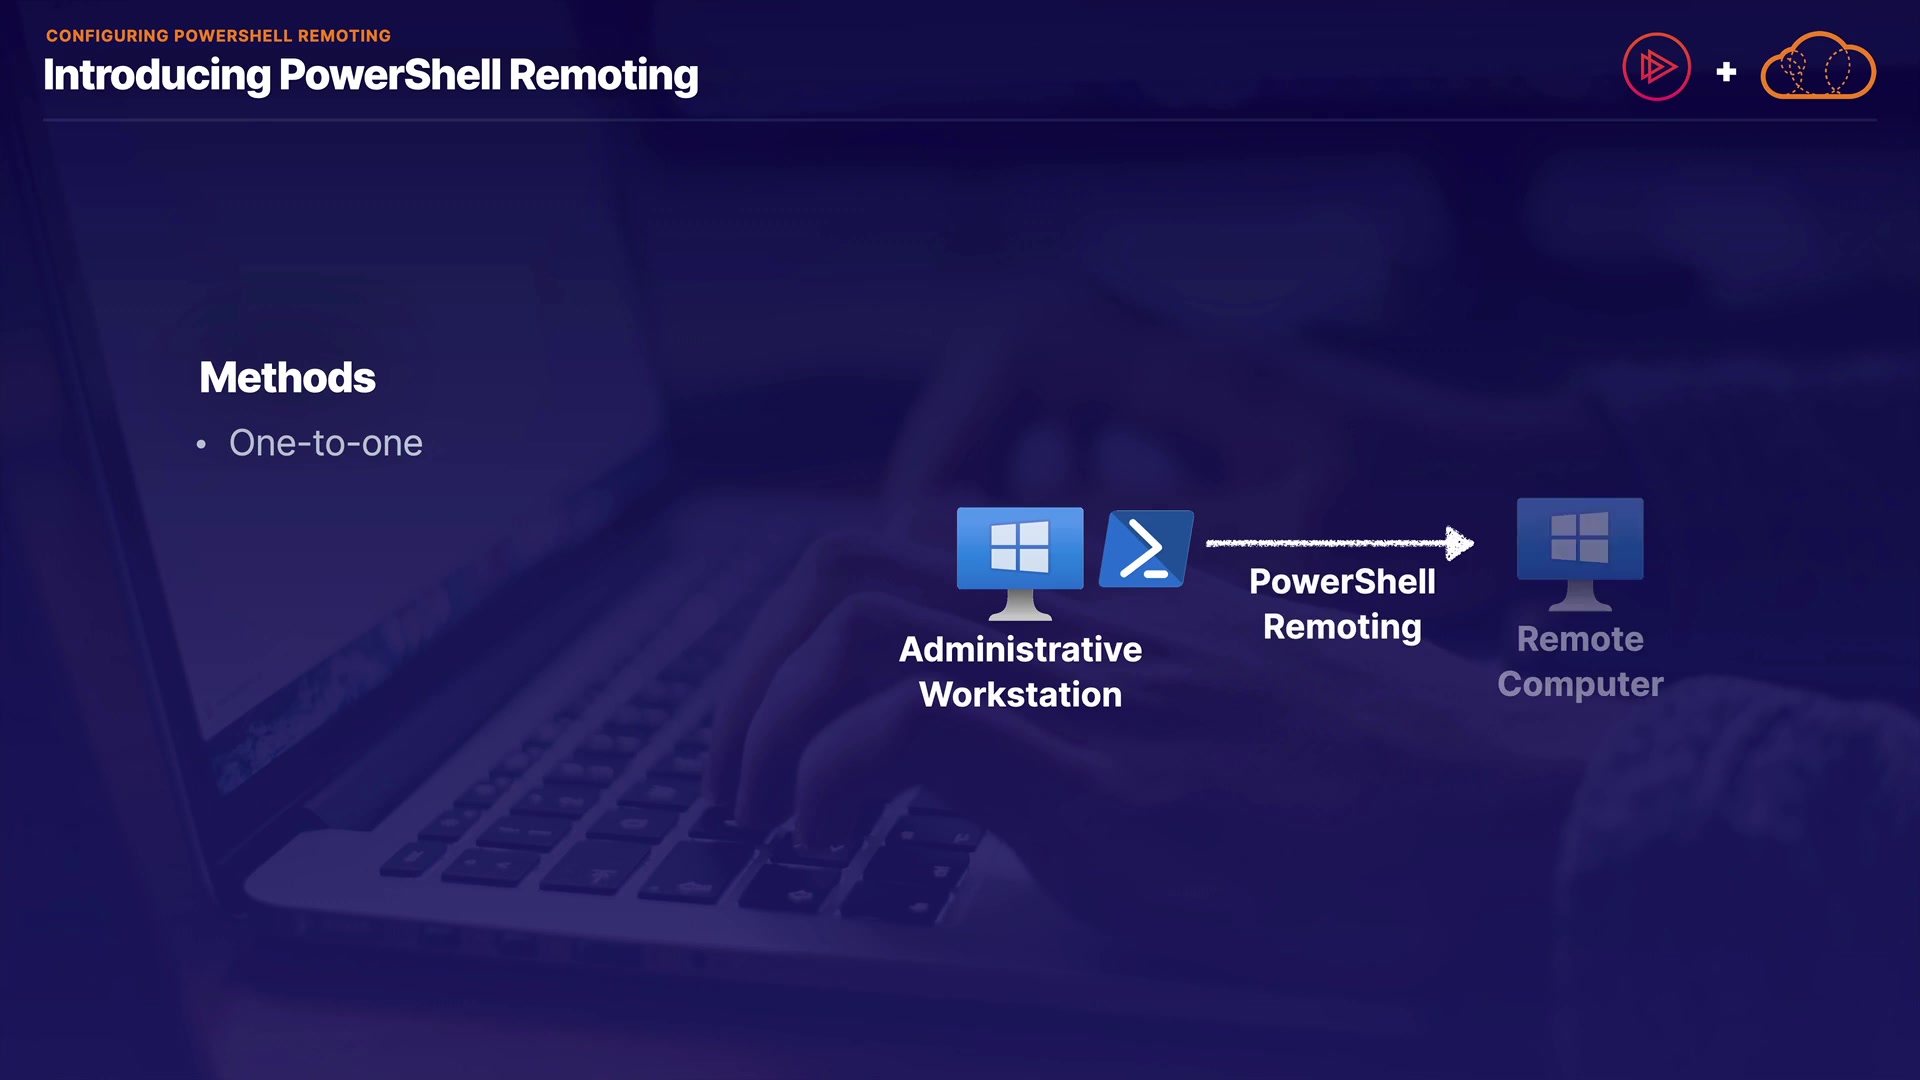 CONFIGURING POWERSHELL REMOTING
Introducing PowerShell Remoting
Methods
• One-to-one
PowerShell
Remoting
Administrative
Workstation
Remote
Computer